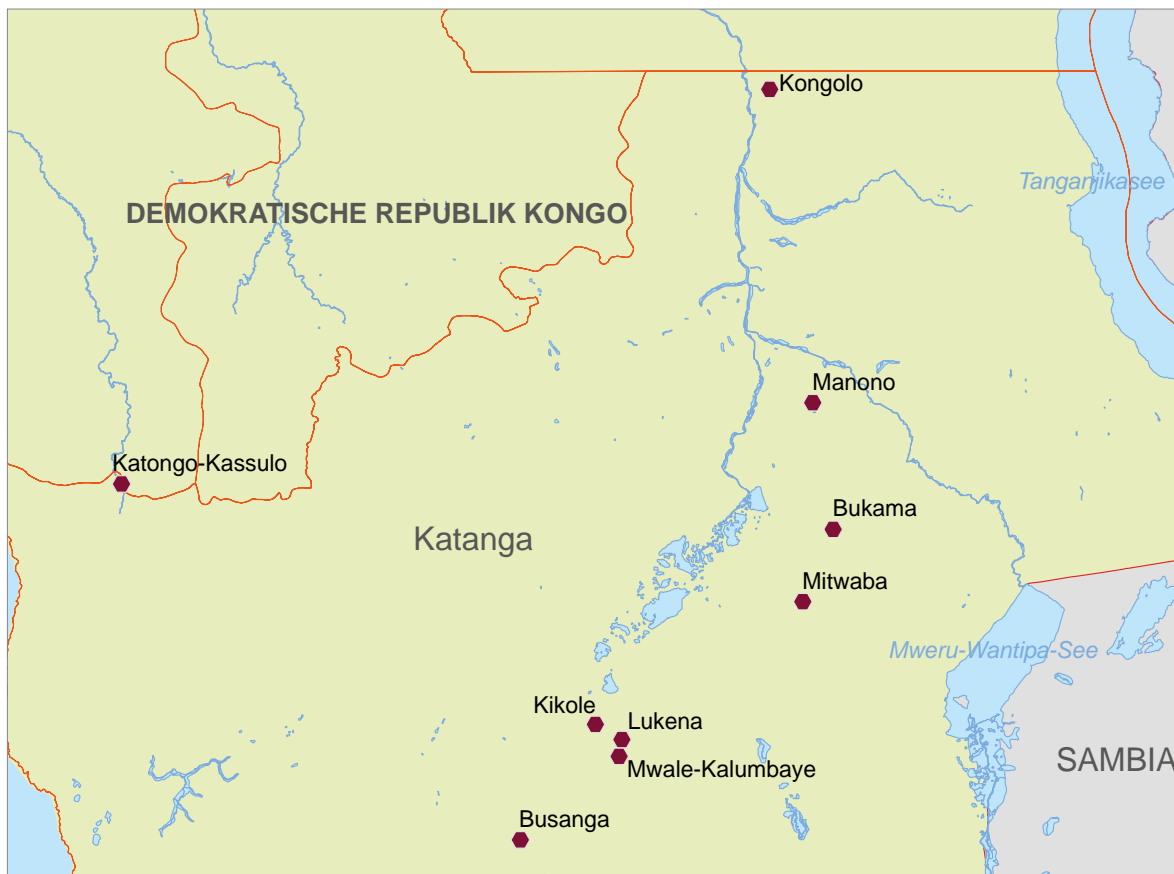 Kongolo
Tanganjikasee
DEMOKRATISCHE REPUBLIK KONGO
Manono
Katongo-Kassulo
Bukama
Katanga
Mitwaba
Mweru-Wantipa-See
Kikole
Lukena
Mwale-Kalumbaye
SAMBIA
Busanga